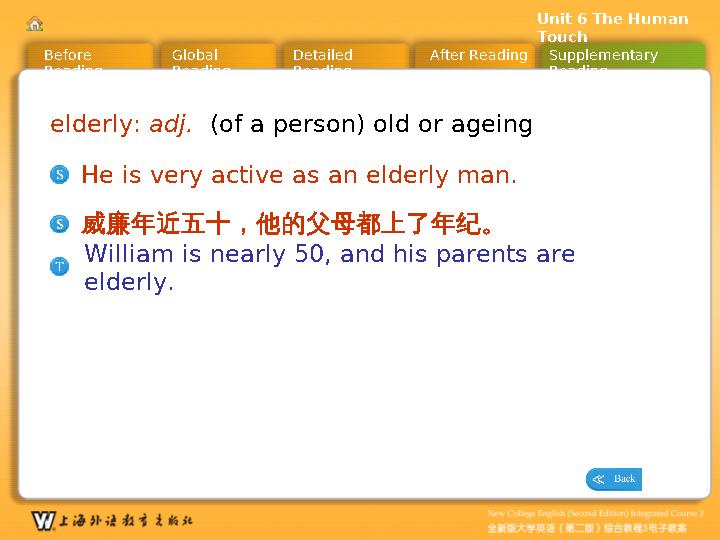 Unit 6 The Human
Touch
Before
Reading
Global
Reading
Detailed
Reading
After Reading
Supplementary
Reading
elderly: adj. (of a person) old or ageing
S He is very active as an elderly man.
S 威廉年近五十，他的父母都上了年纪。
T William is nearly 50, and his parents are
elderly.
≪ Back
W 上海外语教育出版社
New College English (Second Edition) Integrated Course 3
全新版大学英语（第二版）综合教程3电子教案